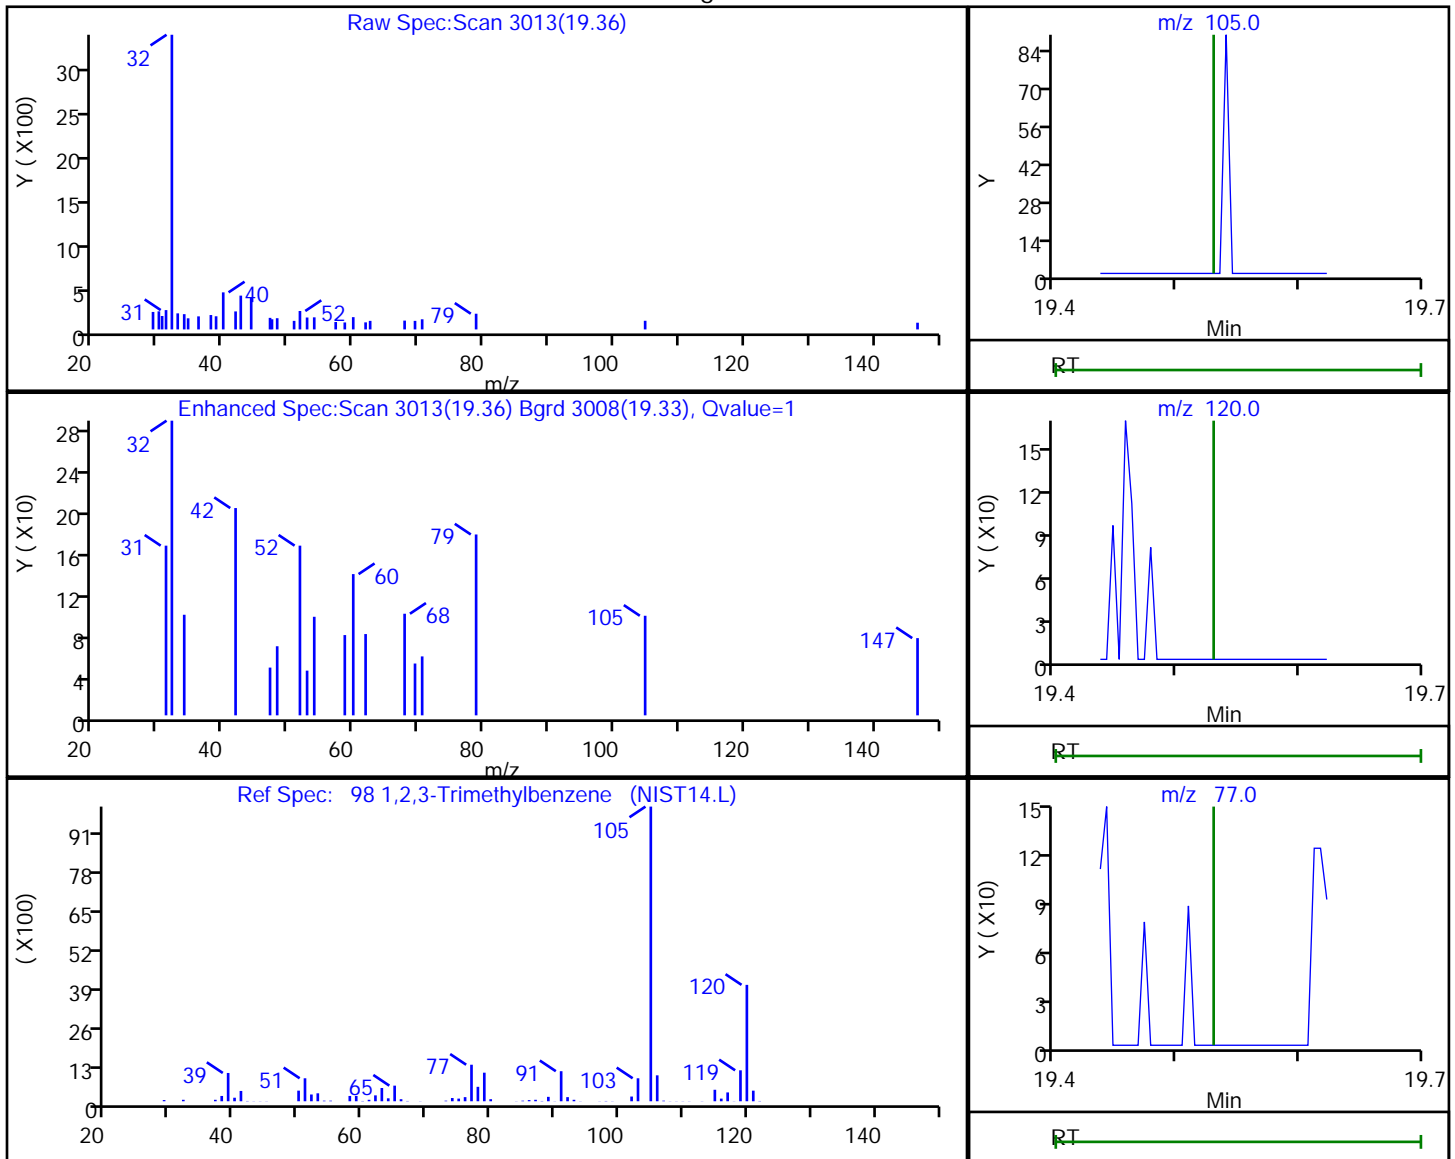 Raw Spec:Scan 3013(19.36)
Y ( X100)
30
25
20
15
10
5
0
32
31
40
52
79
20 40 60 80 100 120 140
m/z
m/z 105.0
Y
84
70
56
42
28
14
0
19.4 19.7
Min
RT
Enhanced Spec:Scan 3013(19.36) Bgrd 3008(19.33), Qvalue=1
Y ( X10)
28
24
20
16
12
8
4
0
32
42
31
52
79
60
68
105
147
20 40 60 80 100 120 140
m/z
m/z 120.0
Y ( X10)
15
12
9
6
3
0
19.4 19.7
Min
RT
Ref Spec: 98 1,2,3-Trimethylbenzene (NIST14.L)
( X100)
91
78
65
52
39
26
13
0
105
120
39
51
65
77
91
103
119
20 40 60 80 100 120 140
m/z 77.0
Y ( X10)
15
12
9
6
3
0
19.4 19.7
Min
RT